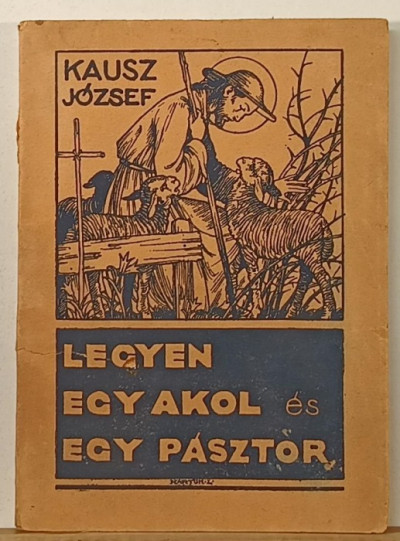 KAUSZ
JÓZSEF
LEGYEN
EGY AKOL és
EGY PÁSZTOR